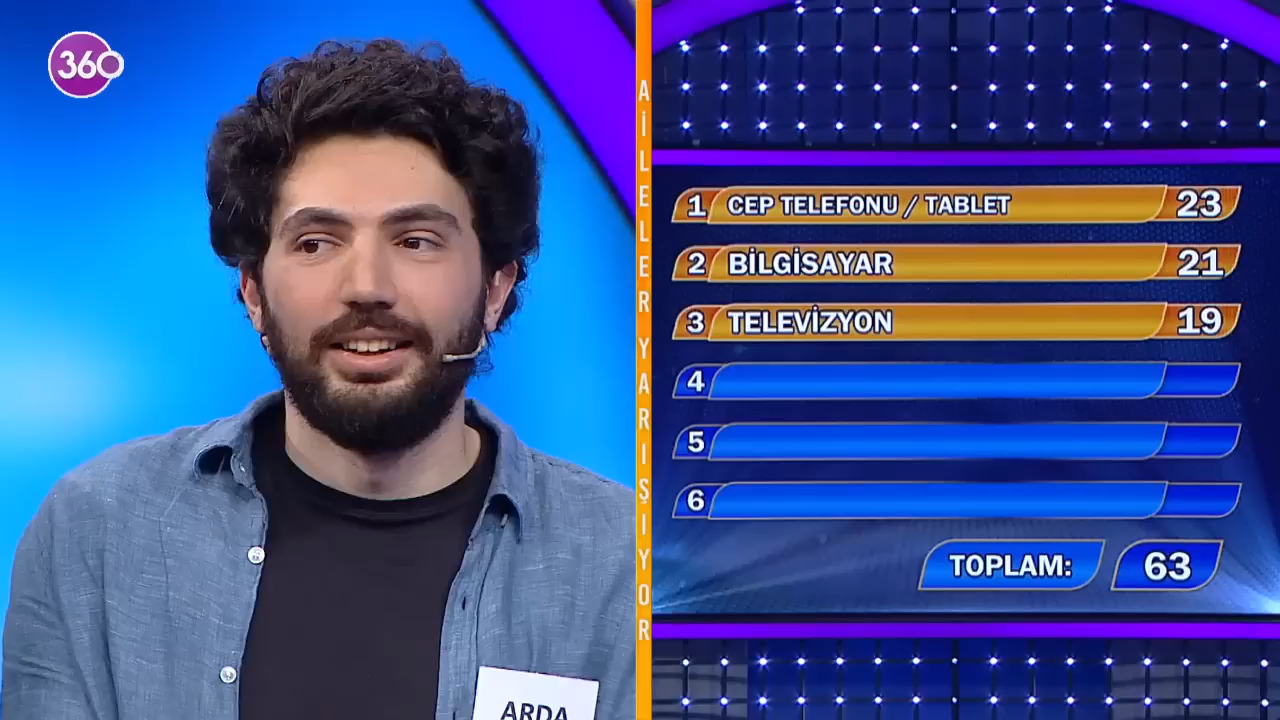 360
AİLELER YARIŞIYOR
1 CEP TELEFONU / TABLET 23
2 BİLGİSAYAR 21
3 TELEVİZYON 19
4
5
6
TOPLAM: 63
ARDA